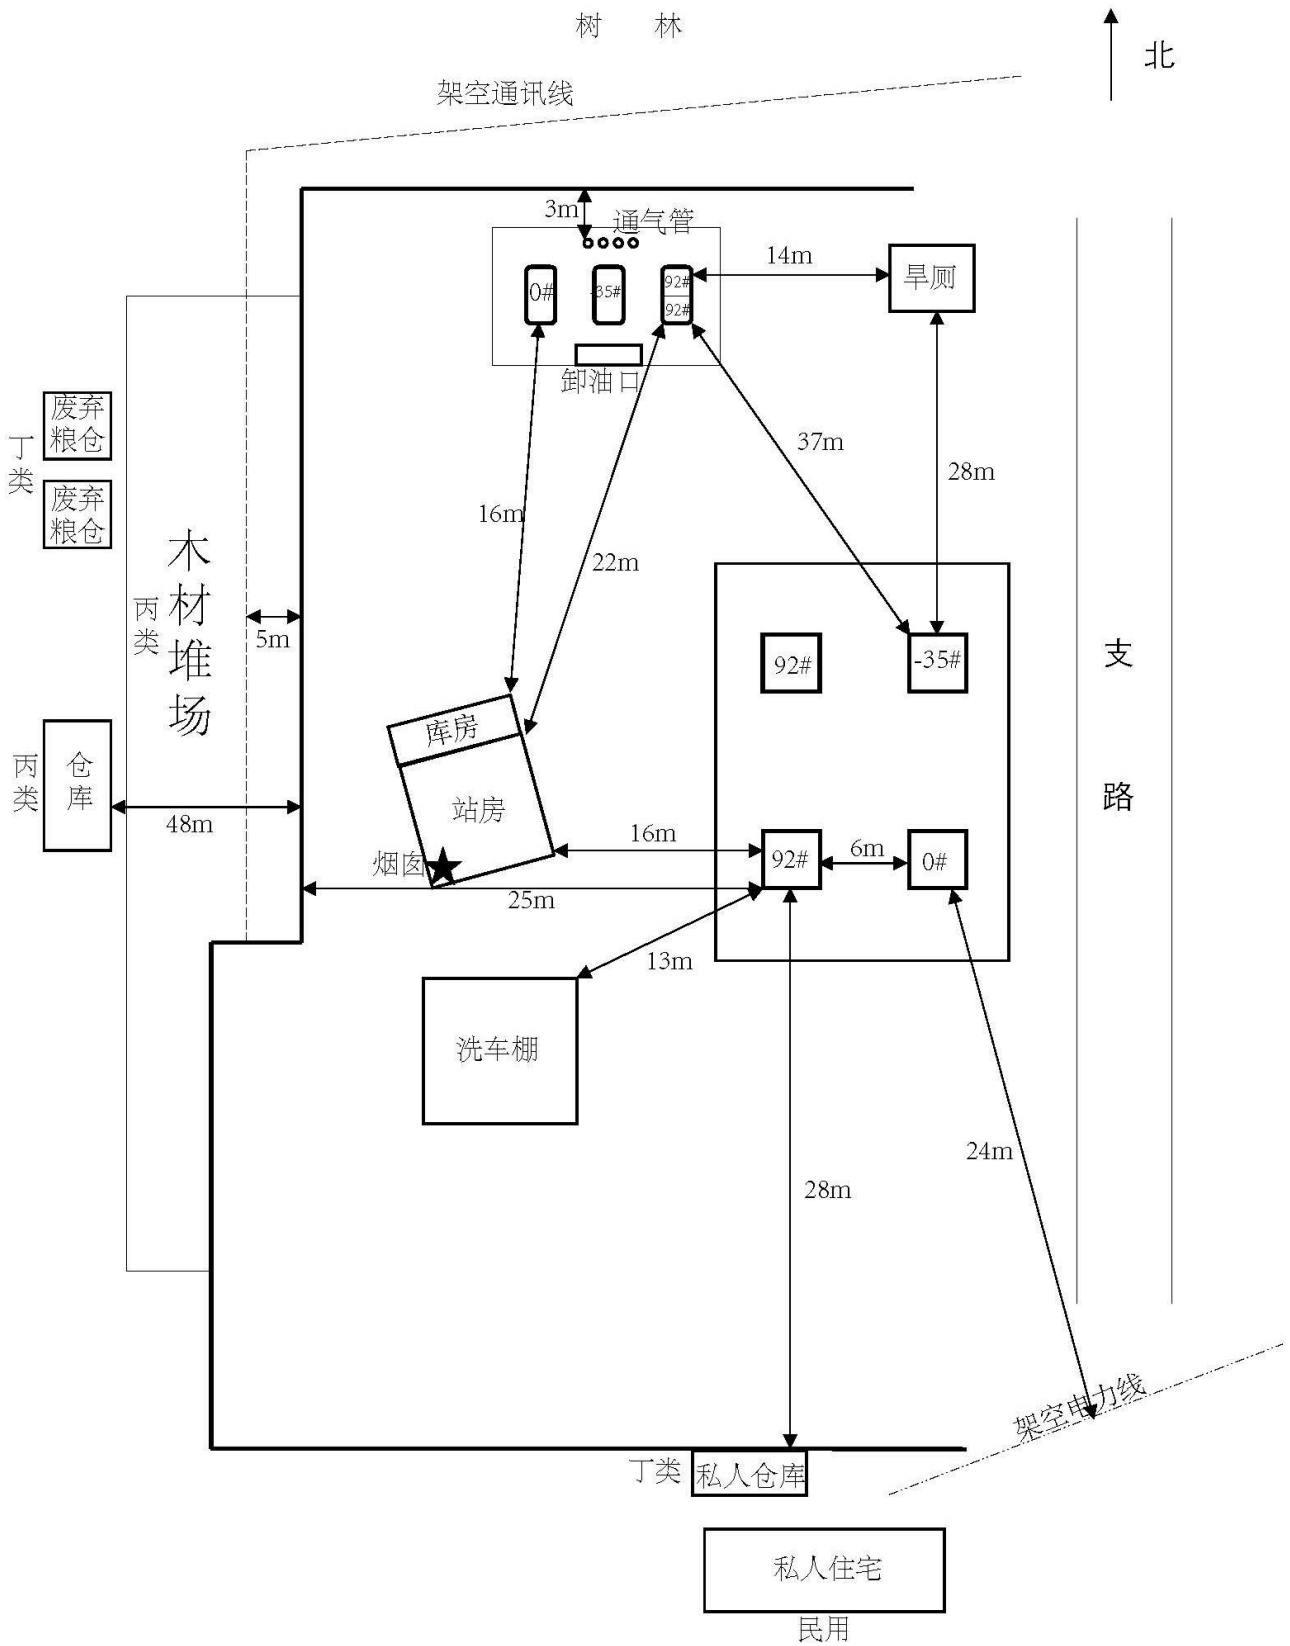 树 林
北
架空通讯线
3m
通气管
14m
旱厕
0#
-35#
92#
92#
卸油口
废弃
粮仓
丁类
废弃
粮仓
37m
28m
16m
22m
木材堆场
丙类
5m
92#
-35#
支路
库房
站房
仓库
丙类
48m
烟囱
16m
92#
6m
0#
25m
13m
洗车棚
24m
28m
架空电力线
丁类
私人仓库
私人住宅
民用